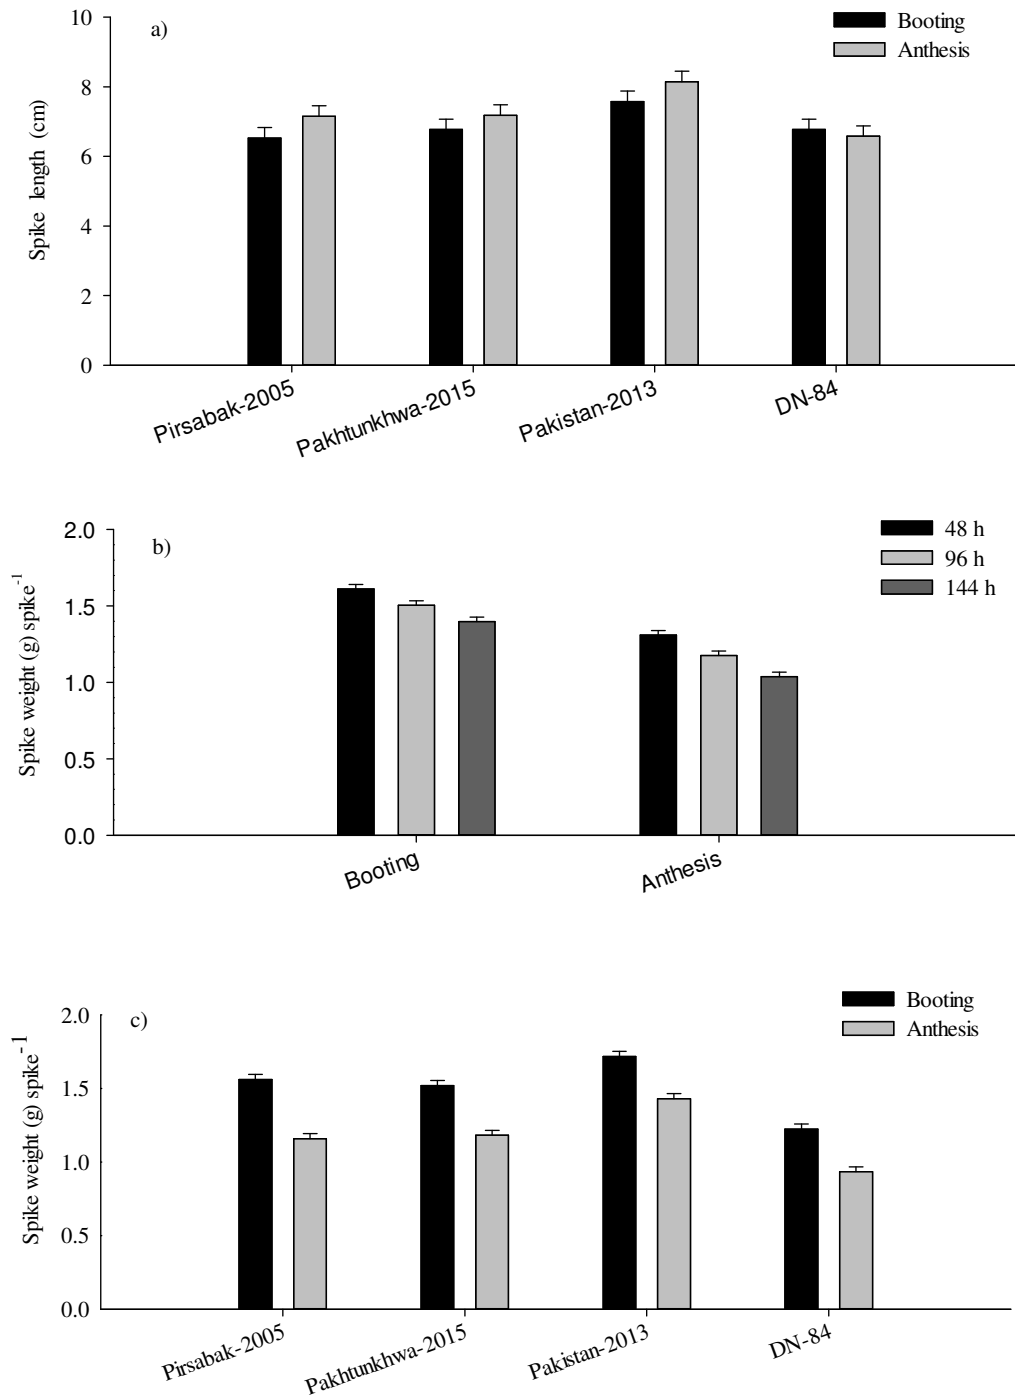 10
8
6
4
2
0
Spike length (cm)
a)
Booting
Anthesis
Pirsabak-2005
Pakhtunkhwa-2015
Pakistan-2013
DN-84
2.0
1.5
1.0
0.5
0.0
Spike weight (g) spike-1
b)
48 h
96 h
144 h
Booting
Anthesis
2.0
1.5
1.0
0.5
0.0
Spike weight (g) spike-1
c)
Booting
Anthesis
Pirsabak-2005
Pakhtunkhwa-2015
Pakistan-2013
DN-84